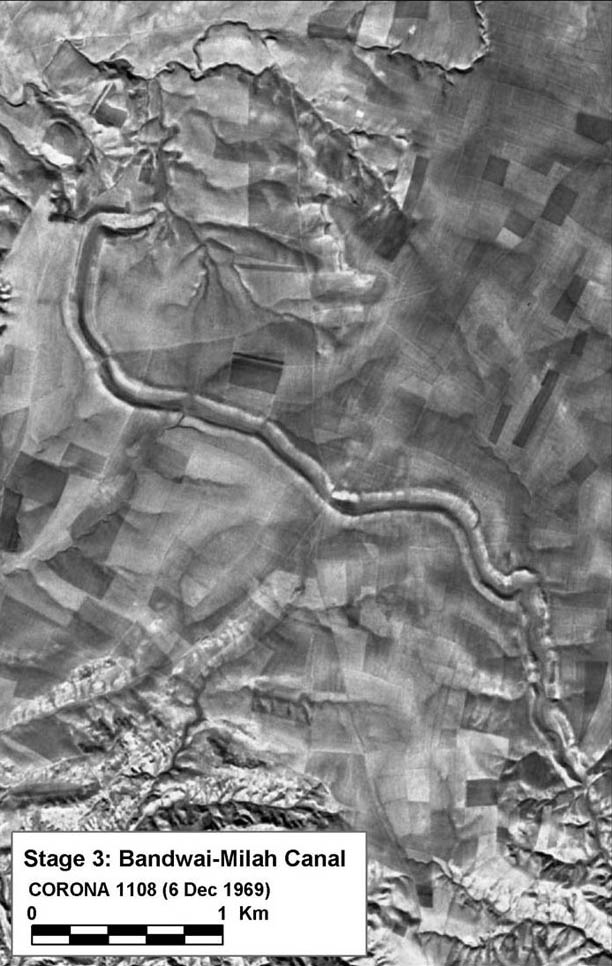 Stage 3: Bandwai-Milah Canal
CORONA 1108 (6 Dec 1969)
0 1 Km